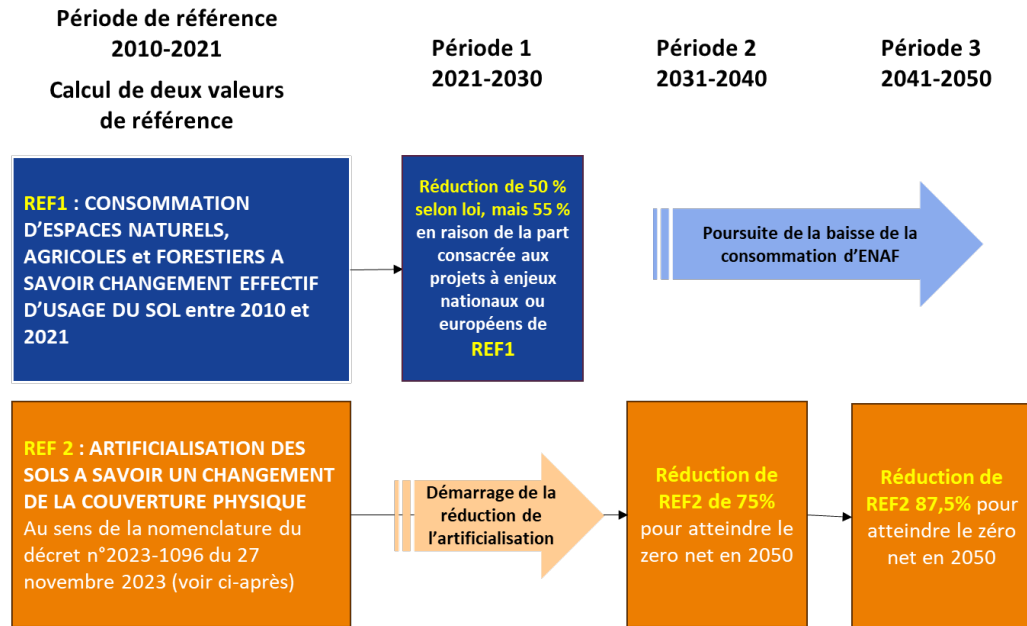 Période de référence
2010-2021
Calcul de deux valeurs
de référence
Période 1
2021-2030
Période 2
2031-2040
Période 3
2041-2050
REF1 : CONSOMMATION
D’ESPACES NATURELS,
AGRICOLES et FORESTIERS A
SAVOIR CHANGEMENT EFFECTIF
D’USAGE DU SOL entre 2010 et
2021
Réduction de 50 %
selon loi, mais 55 %
en raison de la part
consacrée aux
projets à enjeux
nationaux ou
européens de
REF1
Poursuite de la baisse de la
consommation d’ENAF
REF 2 : ARTIFICIALISATION DES
SOLS A SAVOIR UN CHANGEMENT
DE LA COUVERTURE PHYSIQUE
Au sens de la nomenclature du
décret n°2023-1096 du 27
novembre 2023 (voir ci-après)
Démarrage de la
réduction de
l’artificialisation
Réduction de
REF2 de 75%
pour atteindre le
zero net en 2050
Réduction de
REF2 87,5% pour
atteindre le zéro
net en 2050